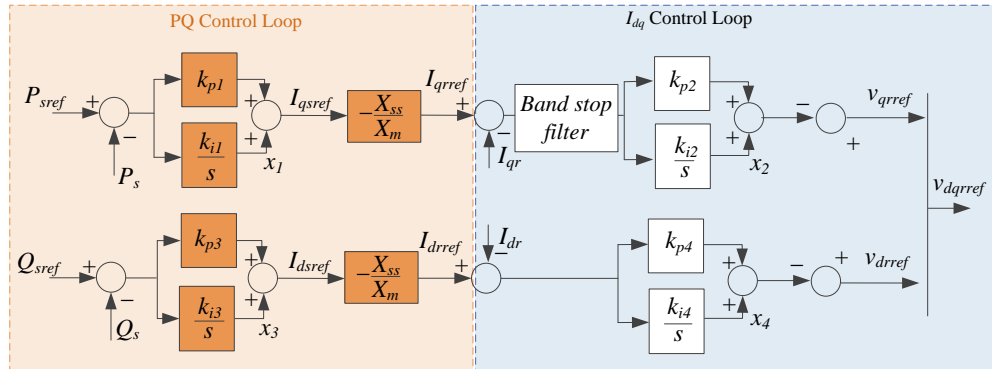 PQ Control Loop
I_dq Control Loop
P_sref + − P_s
k_p1
k_i1/s
+ + x_1
I_qsref
−X_ss/X_m
I_qrref + − I_qr
Band stop
filter
k_p2
k_i2/s
+ + x_2
− +
v_qrref
v_dqrref
Q_sref + − Q_s
k_p3
k_i3/s
+ + x_3
I_dsref
−X_ss/X_m
I_drref + − I_dr
k_p4
k_i4/s
+ + x_4
− +
v_drref